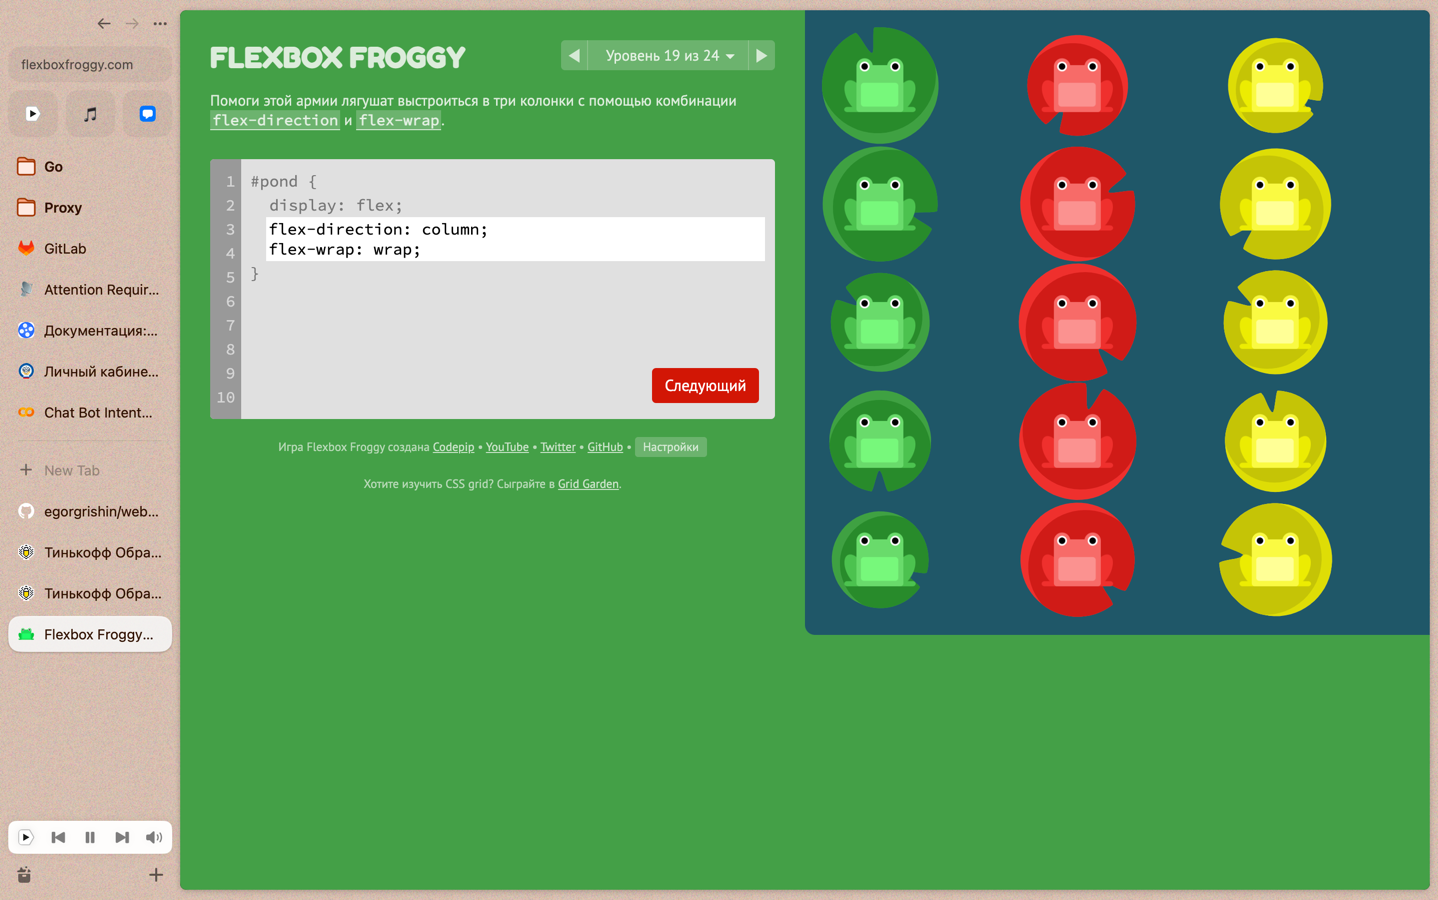 flexboxfroggy.com
Go
Proxy
GitLab
Attention Requir...
Документация:...
Личный кабине...
Chat Bot Intent...
New Tab
egorgrishin/web...
Тинькофф Обра...
Тинькофф Обра...
Flexbox Froggy...
FLEXBOX FROGGY
Уровень 19 из 24
Помоги этой армии лягушат выстроиться в три колонки с помощью комбинации
flex-direction и flex-wrap.
1 #pond {
2 display: flex;
3 flex-direction: column;
4 flex-wrap: wrap;
5 }
6
7
8
9
10
Следующий
Игра Flexbox Froggy создана Codepip • YouTube • Twitter • GitHub • Настройки
Хотите изучить CSS grid? Сыграйте в Grid Garden.